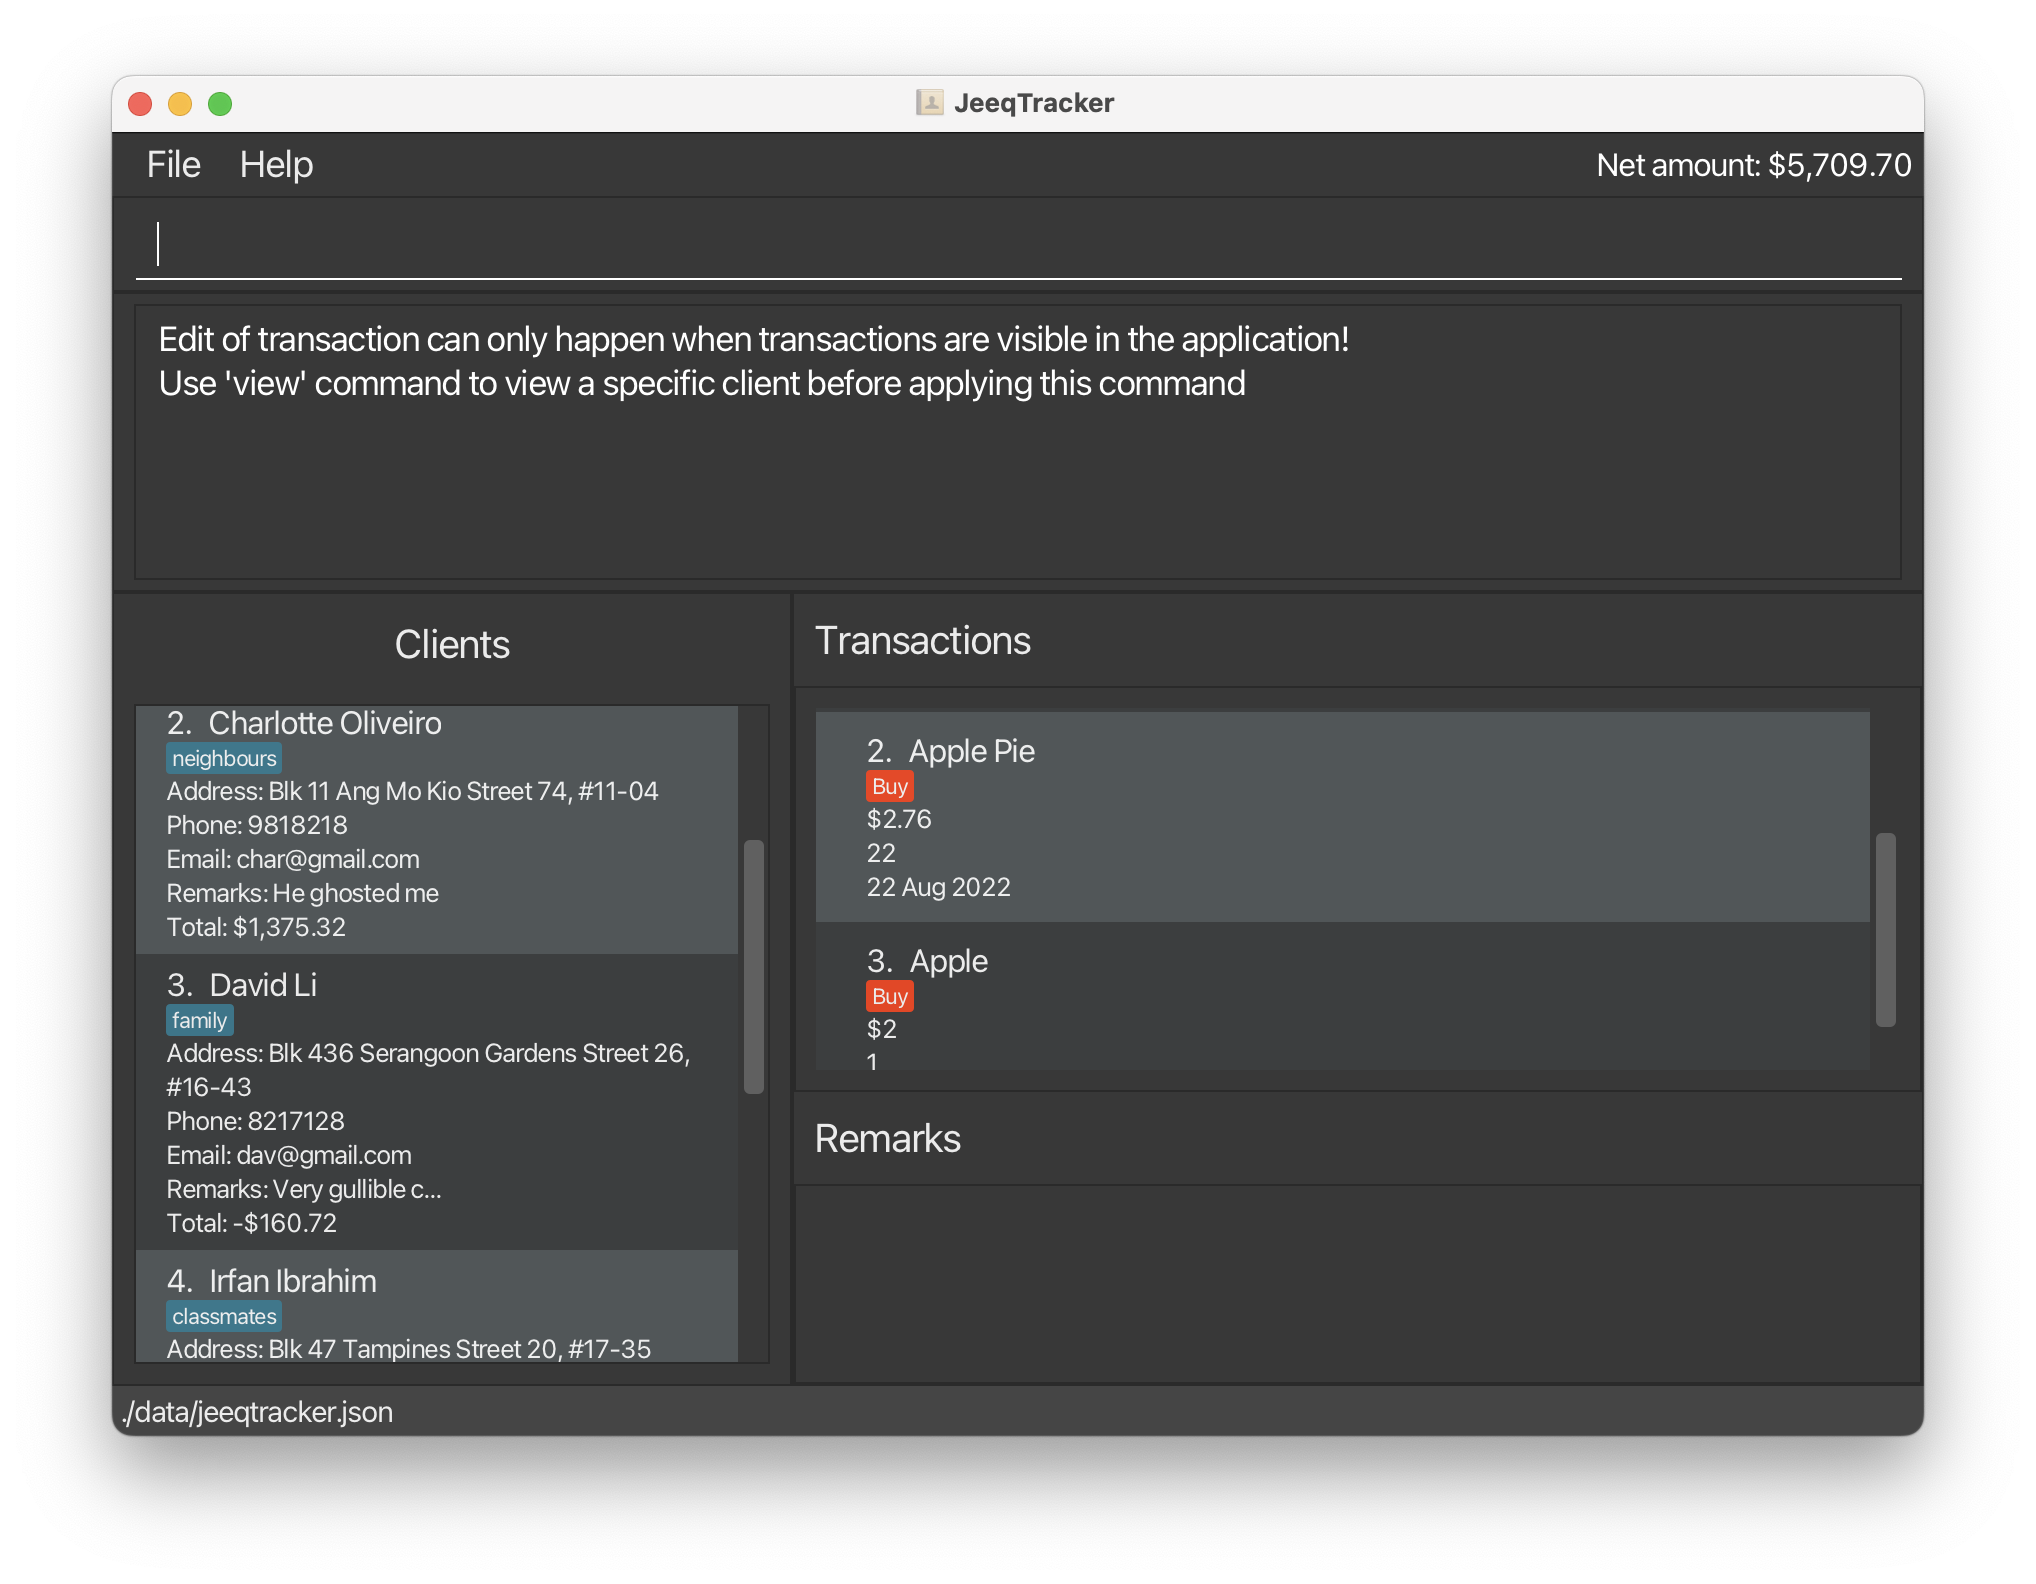 JeeqTracker
File Help
Net amount: $5,709.70
Edit of transaction can only happen when transactions are visible in the application!
Use 'view' command to view a specific client before applying this command
Clients
2. Charlotte Oliveiro
neighbours
Address: Blk 11 Ang Mo Kio Street 74, #11-04
Phone: 9818218
Email: char@gmail.com
Remarks: He ghosted me
Total: $1,375.32
3. David Li
family
Address: Blk 436 Serangoon Gardens Street 26,
#16-43
Phone: 8217128
Email: dav@gmail.com
Remarks: Very gullible c...
Total: -$160.72
4. Irfan Ibrahim
classmates
Address: Blk 47 Tampines Street 20, #17-35
Transactions
2. Apple Pie
Buy
$2.76
22
22 Aug 2022
3. Apple
Buy
$2
1
Remarks
./data/jeeqtracker.json